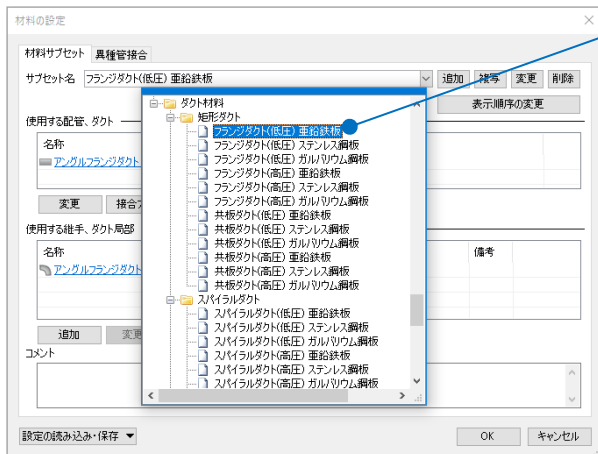 材料の設定
材料サブセット 異種管接合
サブセット名 フランジダクト(低圧) 亜鉛鉄板 追加 複写 変更 削除
表示順序の変更
ダクト材料
矩形ダクト
フランジダクト(低圧) 亜鉛鉄板
フランジダクト(低圧) ステンレス鋼板
フランジダクト(低圧) ガルバリウム鋼板
フランジダクト(高圧) 亜鉛鉄板
フランジダクト(高圧) ステンレス鋼板
フランジダクト(高圧) ガルバリウム鋼板
共板ダクト(低圧) 亜鉛鉄板
共板ダクト(低圧) ステンレス鋼板
共板ダクト(低圧) ガルバリウム鋼板
共板ダクト(高圧) 亜鉛鉄板
共板ダクト(高圧) ステンレス鋼板
共板ダクト(高圧) ガルバリウム鋼板
スパイラルダクト
スパイラルダクト(低圧) 亜鉛鉄板
スパイラルダクト(低圧) ステンレス鋼板
スパイラルダクト(低圧) ガルバリウム鋼板
スパイラルダクト(高圧) 亜鉛鉄板
スパイラルダクト(高圧) ステンレス鋼板
スパイラルダクト(高圧) ガルバリウム鋼板
使用する配管、ダクト
名称
アングルフランジダクト
変更 接合
使用する継手、ダクト局部
名称 備考
アングルフランジダクト
追加 変更
コメント
設定の読み込み・保存 OK キャンセル